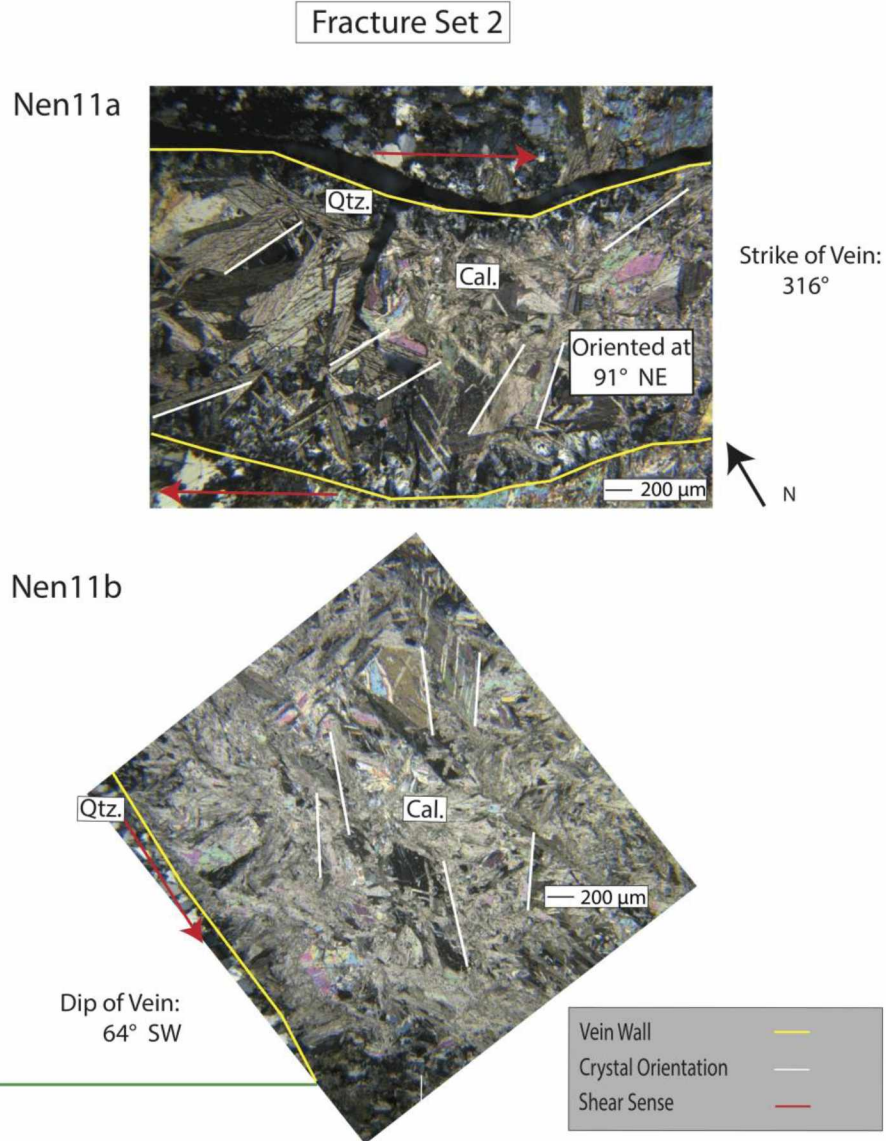 Fracture Set 2
Nen11a
Qtz.
Cal.
Strike of Vein:
316°
Oriented at
91° NE
200 µm
N
Nen11b
Qtz.
Cal.
200 µm
Dip of Vein:
64° SW
Vein Wall
Crystal Orientation
Shear Sense